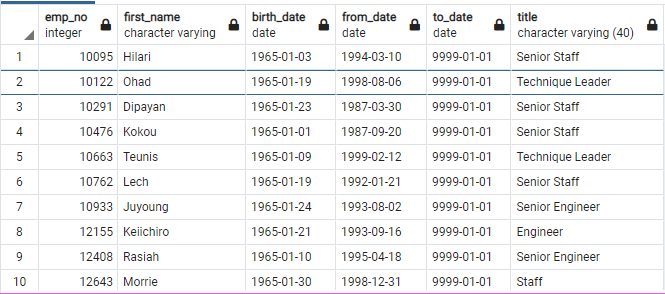 emp_no first_name birth_date from_date to_date title
integer character varying date date date character varying (40)
1 10095 Hilari 1965-01-03 1994-03-10 9999-01-01 Senior Staff
2 10122 Ohad 1965-01-19 1998-08-06 9999-01-01 Technique Leader
3 10291 Dipayan 1965-01-23 1987-03-30 9999-01-01 Senior Staff
4 10476 Kokou 1965-01-01 1987-09-20 9999-01-01 Senior Staff
5 10663 Teunis 1965-01-09 1999-02-12 9999-01-01 Technique Leader
6 10762 Lech 1965-01-19 1992-01-21 9999-01-01 Senior Staff
7 10933 Juyoung 1965-01-24 1993-08-02 9999-01-01 Senior Engineer
8 12155 Keiichiro 1965-01-21 1993-09-16 9999-01-01 Engineer
9 12408 Rasiah 1965-01-10 1995-04-18 9999-01-01 Senior Engineer
10 12643 Morrie 1965-01-30 1998-12-31 9999-01-01 Staff